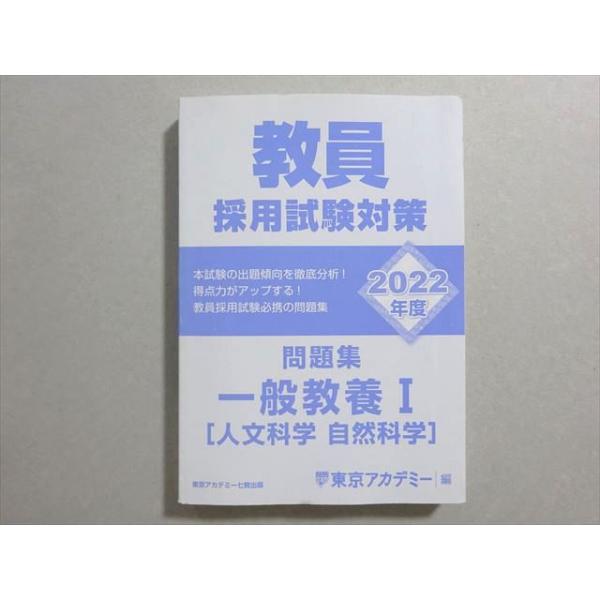 教員
採用試験対策
本試験の出題傾向を徹底分析！
得点力がアップする！
教員採用試験必携の問題集
2022
年度
問題集
一般教養 I
[人文科学 自然科学]
東京アカデミー 編
東京アカデミー七賢出版